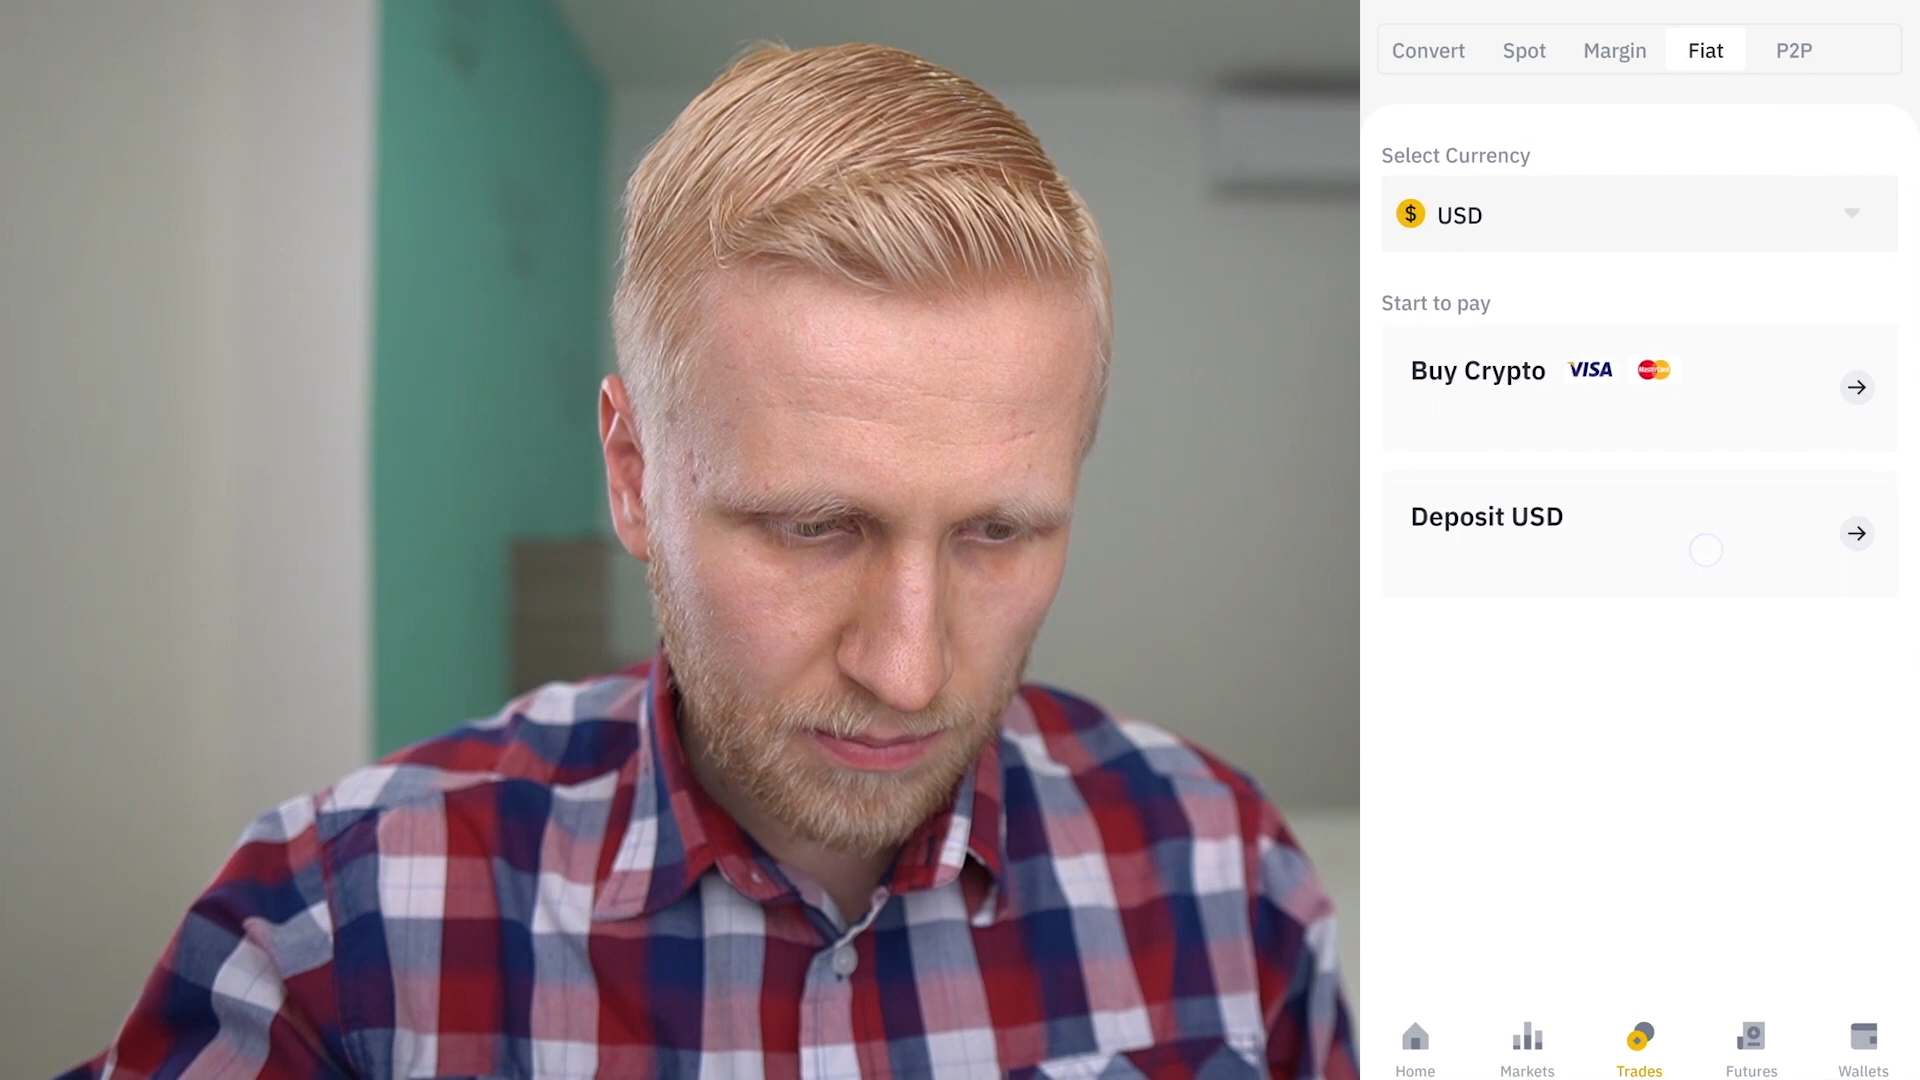 Convert Spot Margin Fiat P2P
Select Currency
$ USD
Start to pay
Buy Crypto VISA MasterCard
Deposit USD
Home Markets Trades Futures Wallets